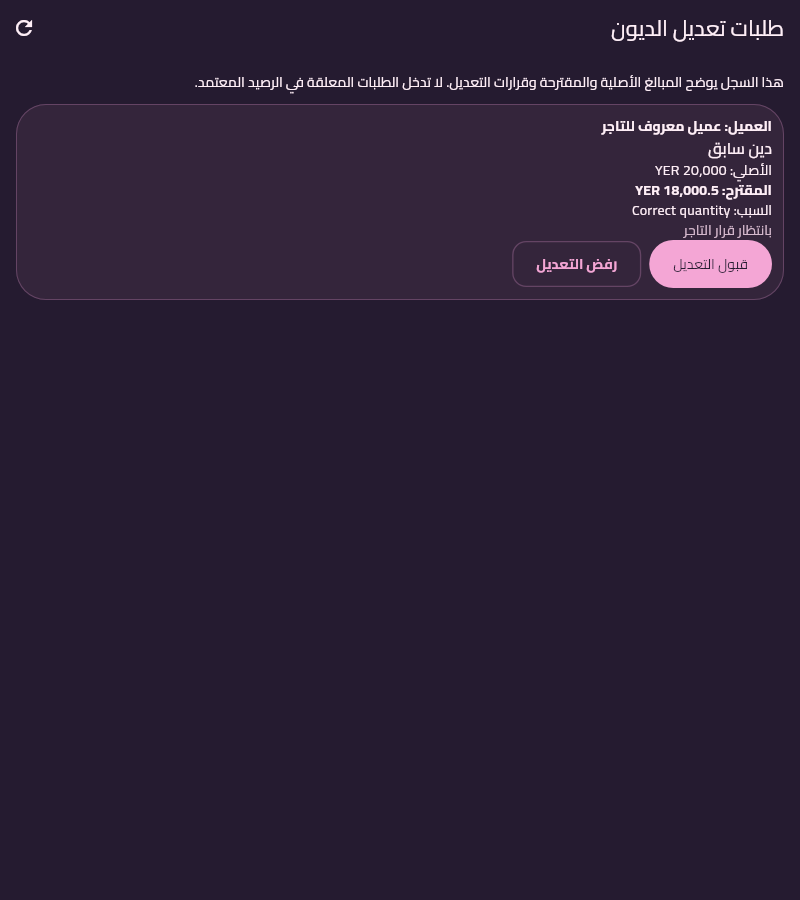 طلبات تعديل الديون
هذا السجل يوضح المبالغ الأصلية والمقترحة وقرارات التعديل. لا تدخل الطلبات المعلقة في الرصيد المعتمد.
العميل: عميل معروف للتاجر
دين سابق
الأصلي: 20,000 YER
المقترح: 18,000.5 YER
السبب: Correct quantity
بانتظار قرار التاجر
قبول التعديل
رفض التعديل